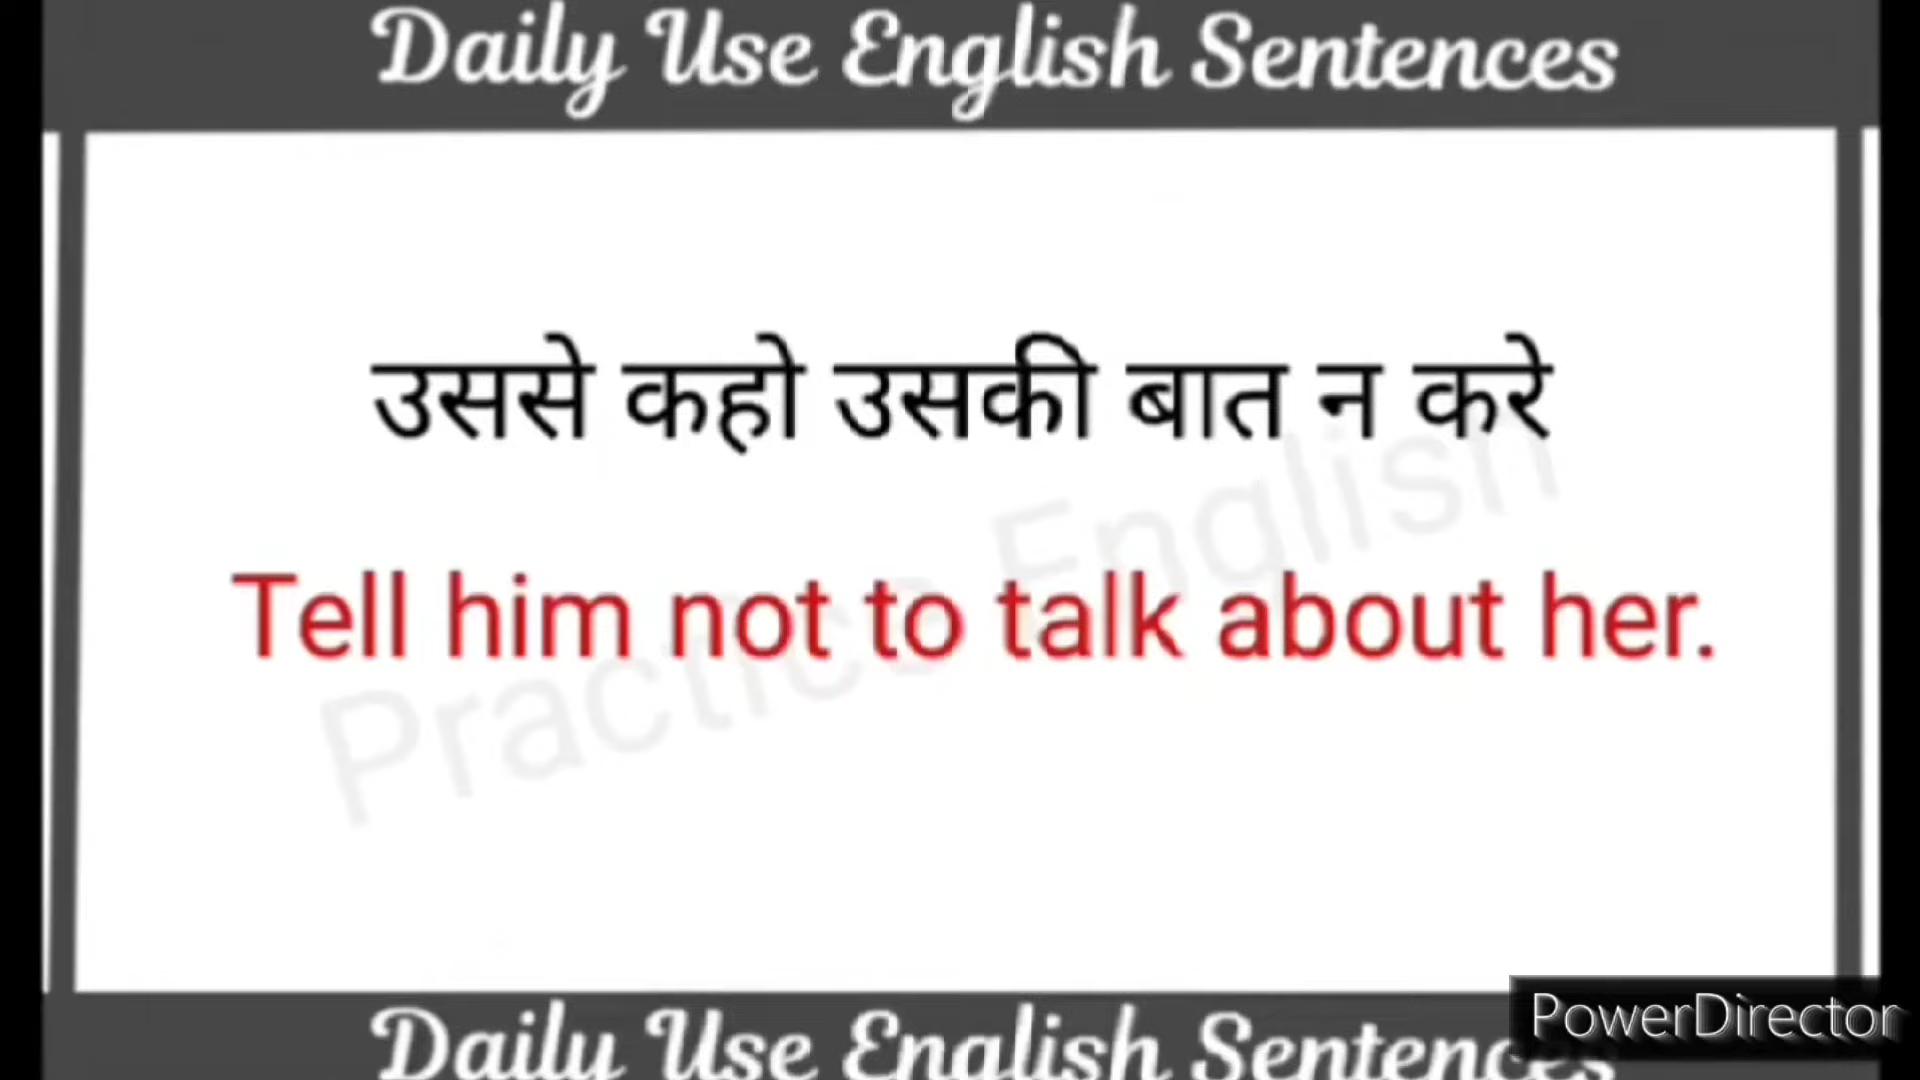 Daily Use English Sentences
उससे कहो उसकी बात न करे
Tell him not to talk about her.
Practice English
Daily Use English Sentences
PowerDirector